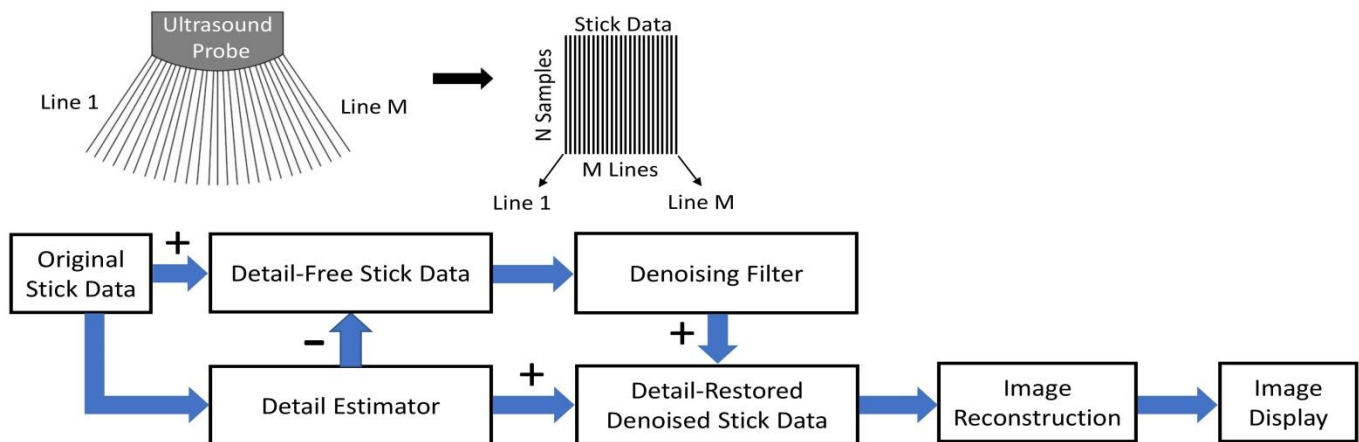 Ultrasound
Probe
Line 1
Line M
Stick Data
N Samples
M Lines
Line 1
Line M
Original
Stick Data
+
Detail-Free Stick Data
Denoising Filter
-
+
Detail Estimator
+
Detail-Restored
Denoised Stick Data
Image
Reconstruction
Image
Display